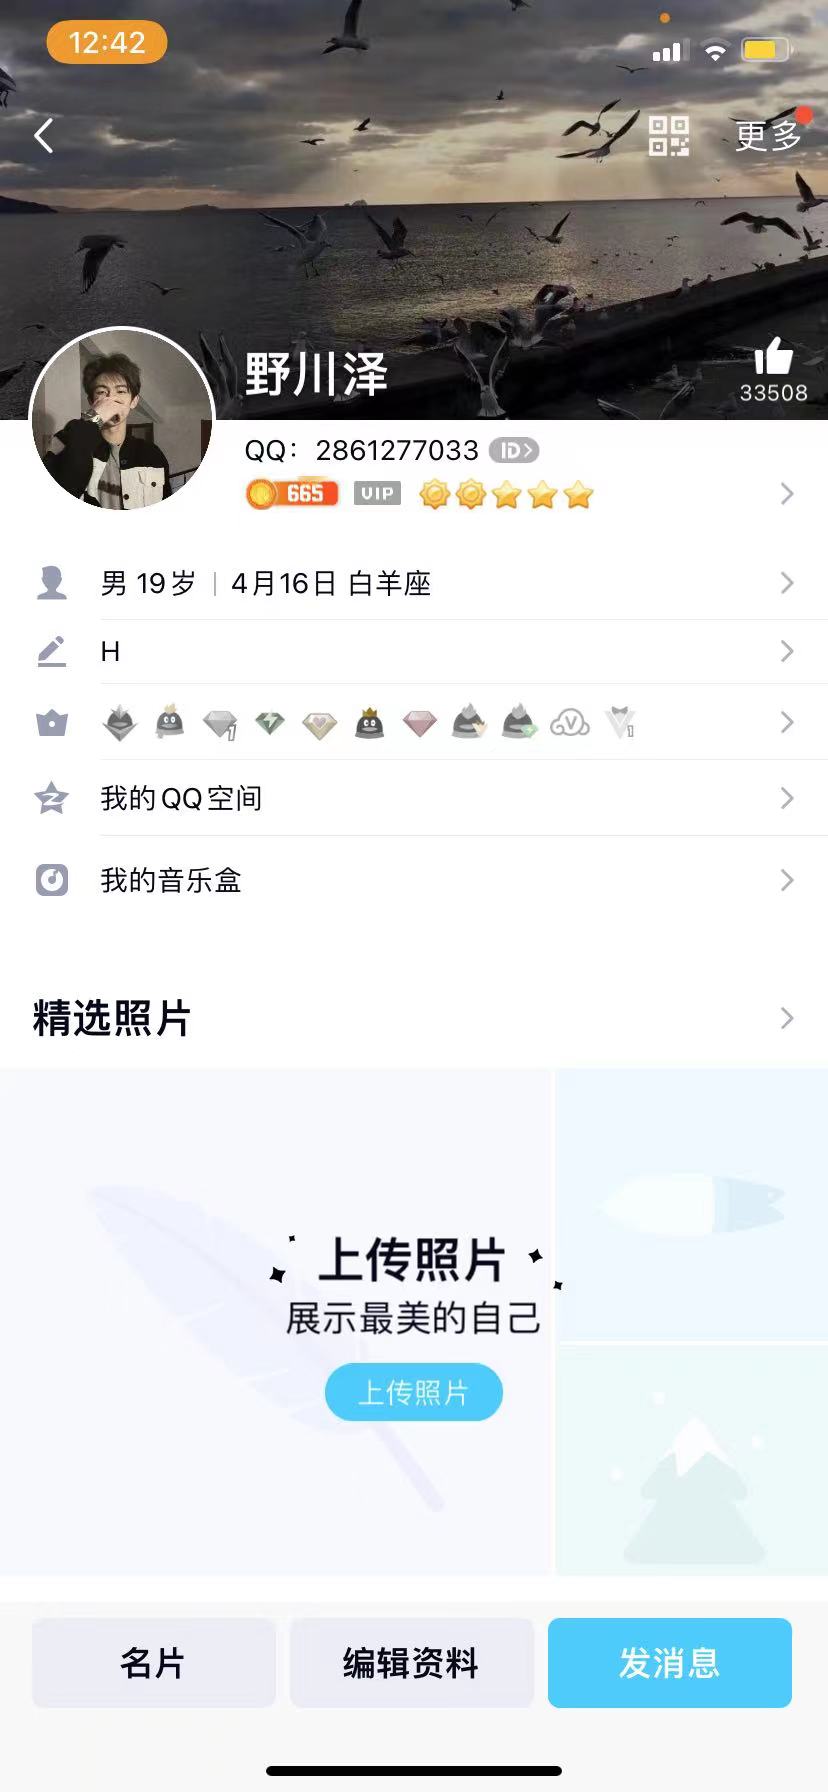 12:42
更多
野川泽
33508
QQ：2861277033 ID
665 VIP
男 19岁 | 4月16日 白羊座
H
我的QQ空间
我的音乐盒
精选照片
上传照片
展示最美的自己
上传照片
名片 编辑资料 发消息